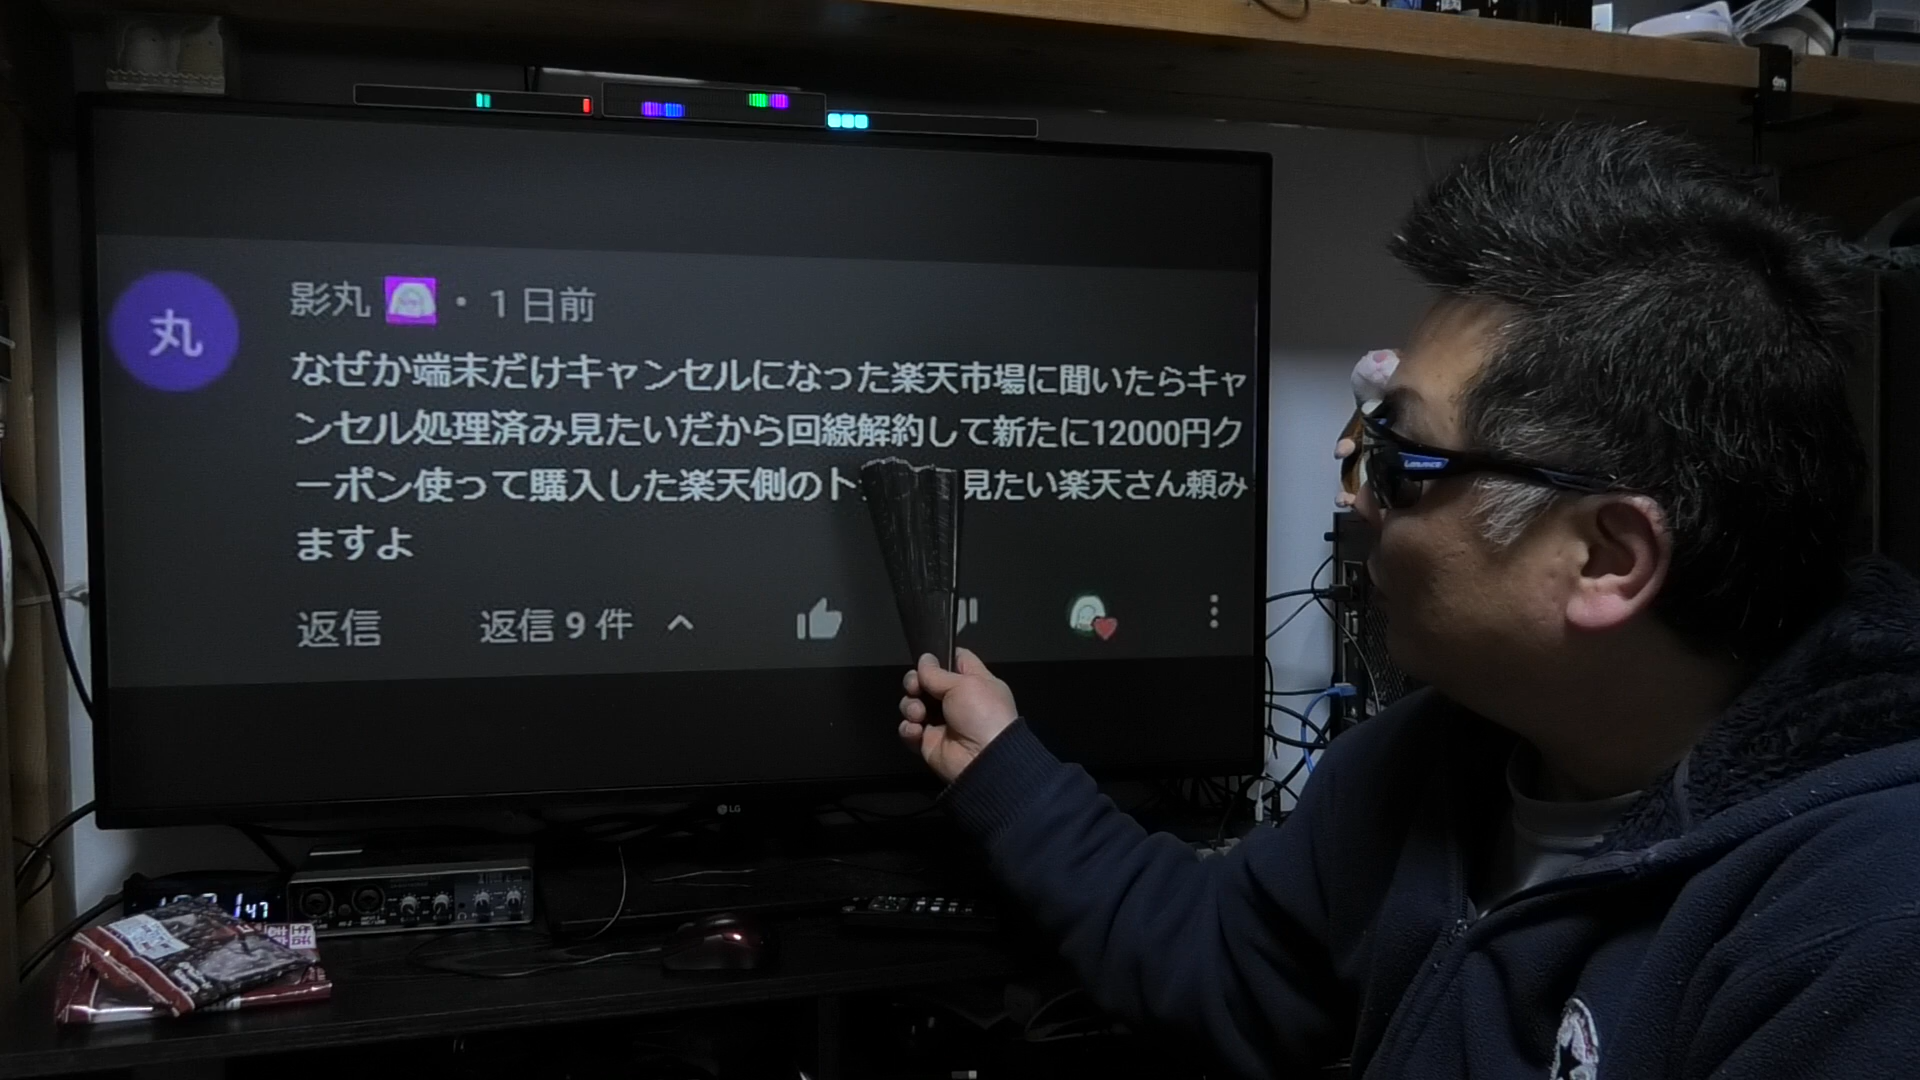 丸
影丸 ・ 1日前
なぜか端末だけキャンセルになった楽天市場に聞いたらキャ
ンセル処理済み見たいだから回線解約して新たに12000円ク
ーポン使って購入した楽天側のト 見たい楽天さん頼み
ますよ
返信 返信 9 件
LG